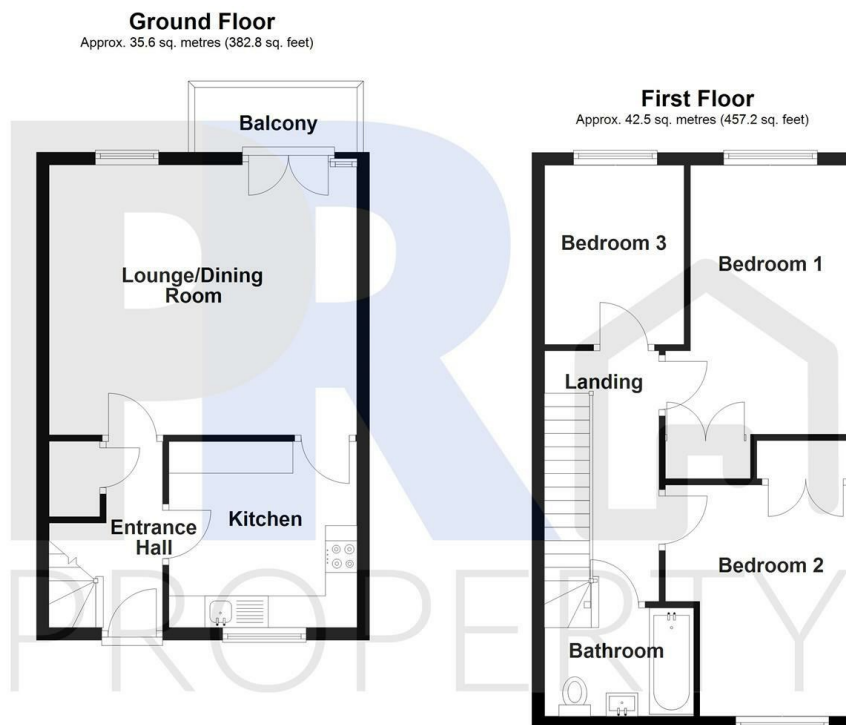 Ground Floor
Approx. 35.6 sq. metres (382.8 sq. feet)
Balcony
Lounge/Dining
Room
Entrance
Hall
Kitchen
First Floor
Approx. 42.5 sq. metres (457.2 sq. feet)
Bedroom 3
Bedroom 1
Landing
Bedroom 2
Bathroom
PR
PROPERTY